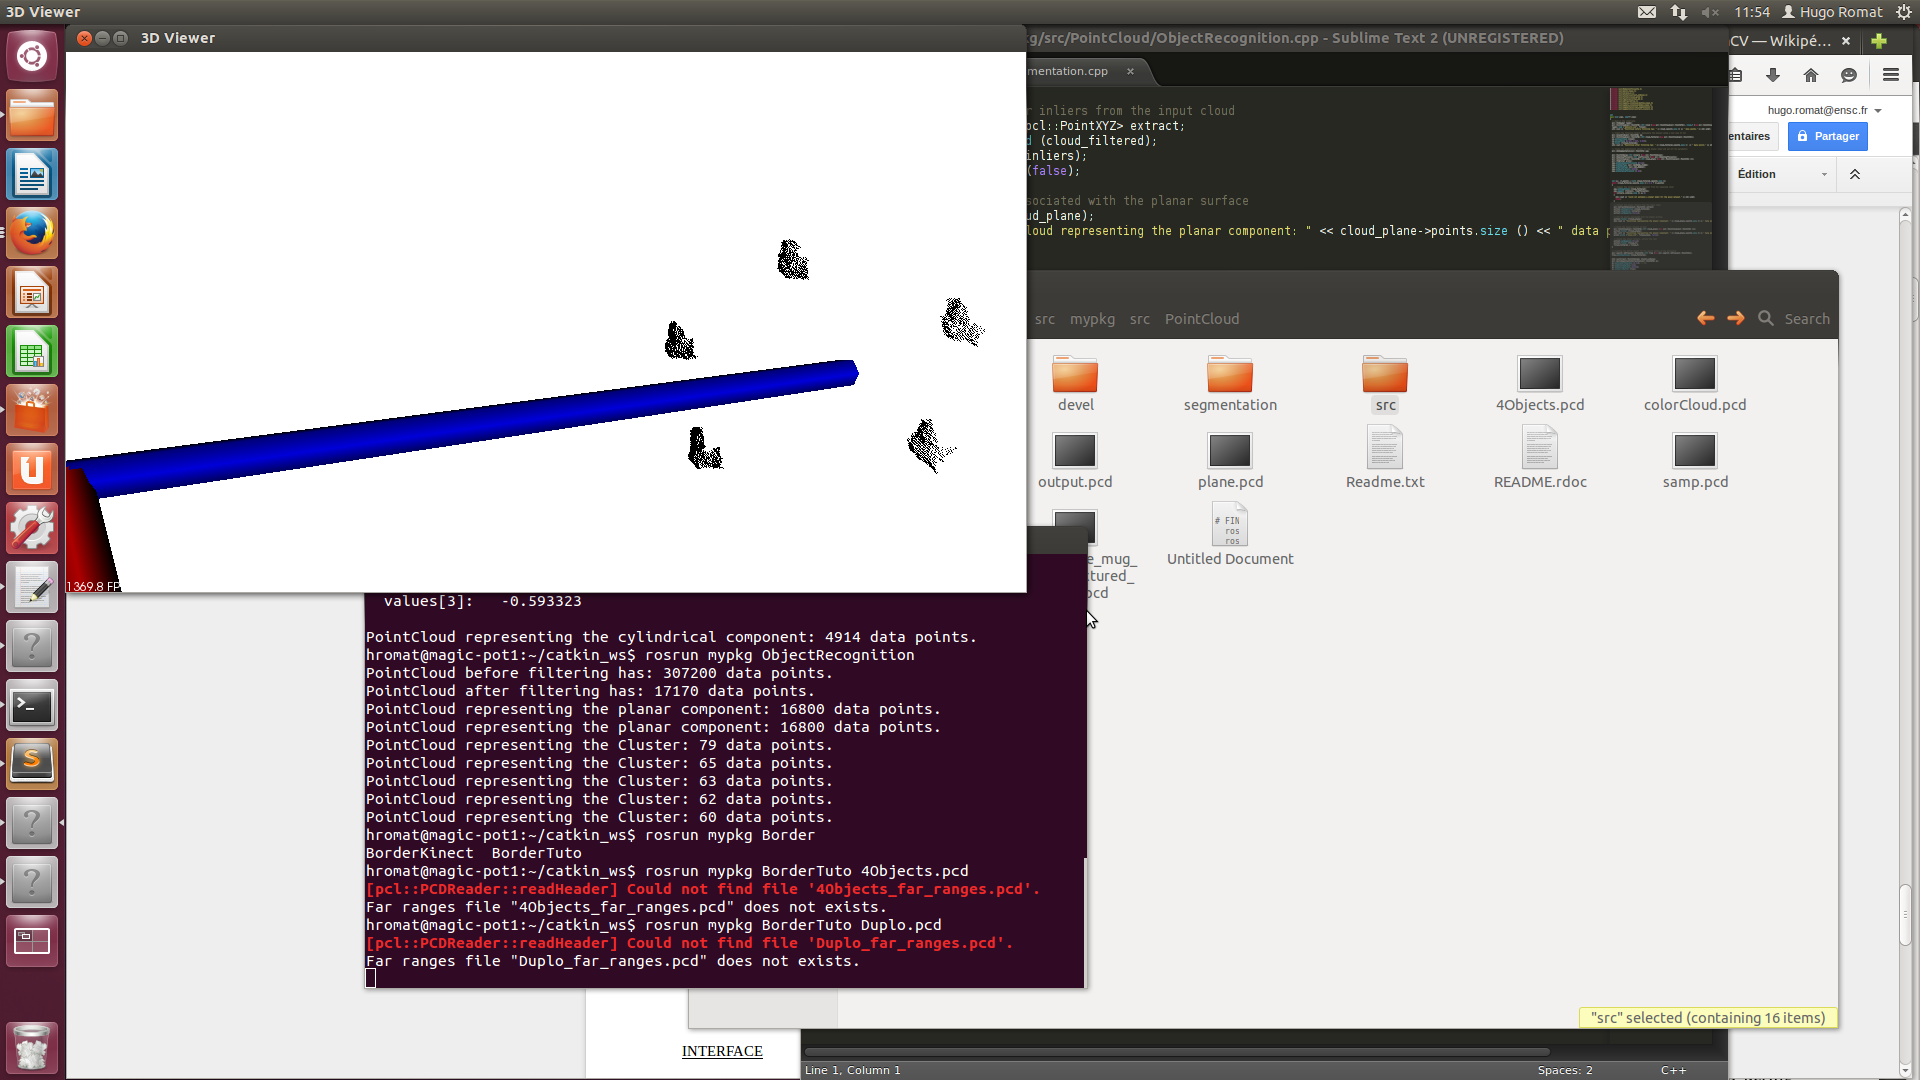 3D Viewer
11:54
Hugo Romat
3D Viewer
g/src/PointCloud/ObjectRecognition.cpp - Sublime Text 2 (UNREGISTERED)
CV — Wikipé…
mentation.cpp
hugo.romat@ensc.fr
entaires
Partager
Édition
r inliers from the input cloud
pcl::PointXYZ> extract;
d (cloud_filtered);
inliers);
(false);
sociated with the planar surface
ud_plane);
loud representing the planar component: " << cloud_plane->points.size () << " data p
src mypkg src PointCloud
Search
devel
segmentation
src
4Objects.pcd
colorCloud.pcd
output.pcd
plane.pcd
Readme.txt
README.rdoc
samp.pcd
# FIN
ros
ros
e_mug_
tured_
pcd
Untitled Document
1369.8 FP
values[3]: -0.593323
PointCloud representing the cylindrical component: 4914 data points.
hromat@magic-pot1:~/catkin_ws$ rosrun mypkg ObjectRecognition
PointCloud before filtering has: 307200 data points.
PointCloud after filtering has: 17170 data points.
PointCloud representing the planar component: 16800 data points.
PointCloud representing the planar component: 16800 data points.
PointCloud representing the Cluster: 79 data points.
PointCloud representing the Cluster: 65 data points.
PointCloud representing the Cluster: 63 data points.
PointCloud representing the Cluster: 62 data points.
PointCloud representing the Cluster: 60 data points.
hromat@magic-pot1:~/catkin_ws$ rosrun mypkg Border
BorderKinect BorderTuto
hromat@magic-pot1:~/catkin_ws$ rosrun mypkg BorderTuto 4Objects.pcd
[pcl::PCDReader::readHeader] Could not find file '4Objects_far_ranges.pcd'.
Far ranges file "4Objects_far_ranges.pcd" does not exists.
hromat@magic-pot1:~/catkin_ws$ rosrun mypkg BorderTuto Duplo.pcd
[pcl::PCDReader::readHeader] Could not find file 'Duplo_far_ranges.pcd'.
Far ranges file "Duplo_far_ranges.pcd" does not exists.
"src" selected (containing 16 items)
INTERFACE
Line 1, Column 1
Spaces: 2
C++